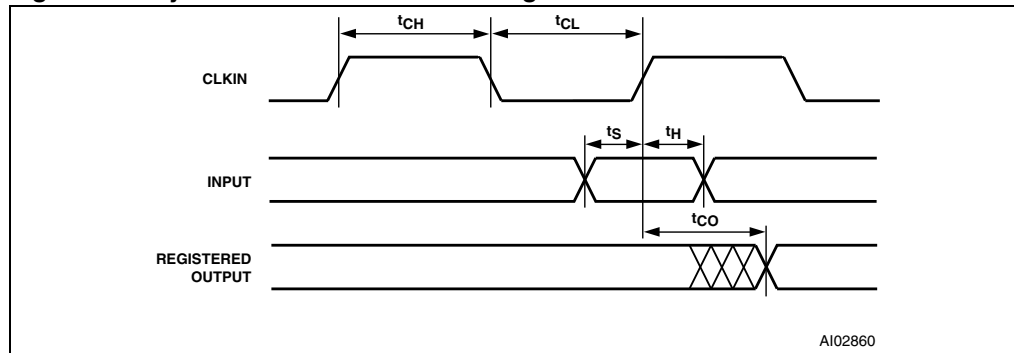 tCH
tCL
CLKIN
tS
tH
INPUT
tCO
REGISTERED
OUTPUT
AI02860